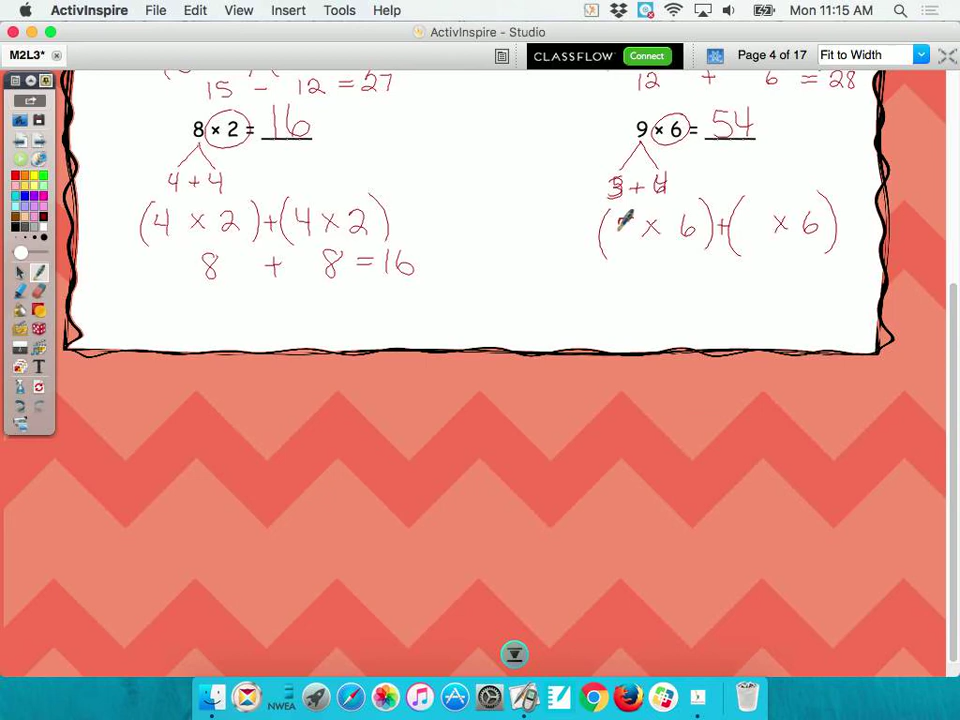 ActivInspire File Edit View Insert Tools Help Mon 11:15 AM
ActivInspire - Studio
M2L3* CLASSFLOW Connect Page 4 of 17 Fit to Width
15 - 12 = 27
12 + 6 = 28
8 × 2 = 16
9 × 6 = 54
4 + 4
(4 × 2) + (4 × 2)
( × 6) + ( × 6)
8 + 8 = 16
T
NWEA